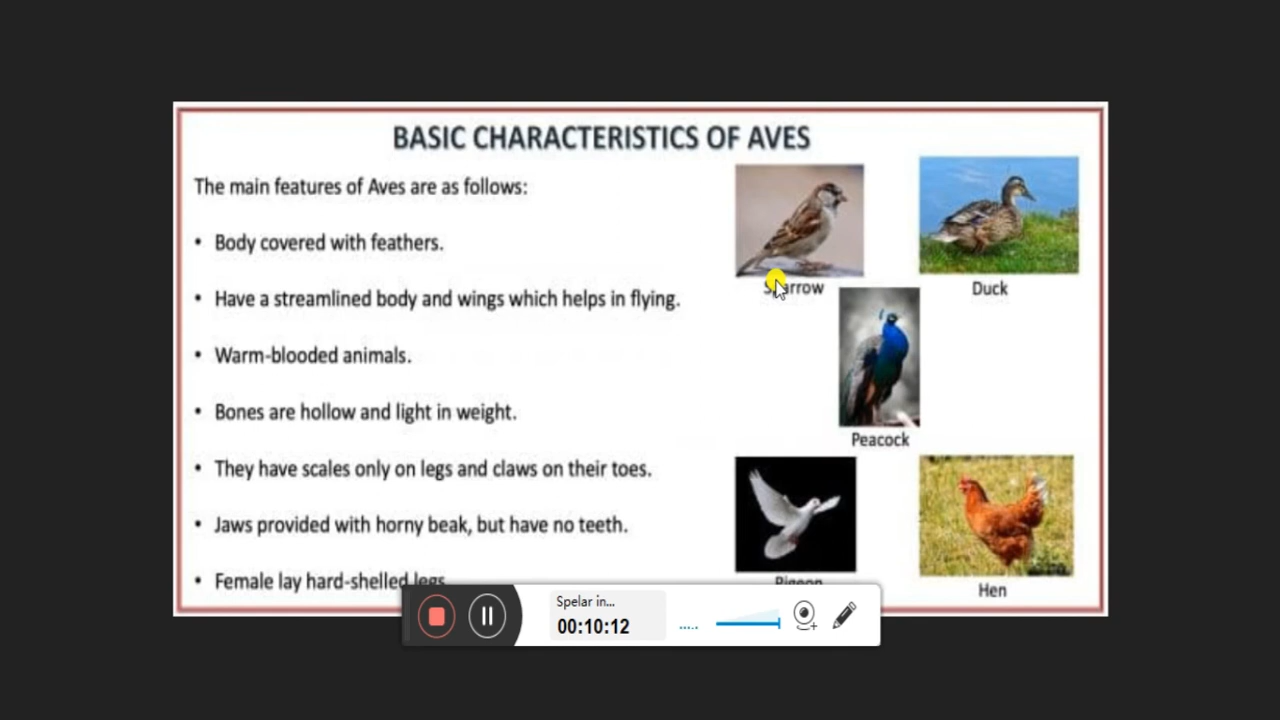 BASIC CHARACTERISTICS OF AVES
The main features of Aves are as follows:
• Body covered with feathers.
• Have a streamlined body and wings which helps in flying.
• Warm-blooded animals.
• Bones are hollow and light in weight.
• They have scales only on legs and claws on their toes.
• Jaws provided with horny beak, but have no teeth.
• Female lay hard-shelled legs
Sparrow
Duck
Peacock
Pigeon
Hen
Spelar in...
00:10:12